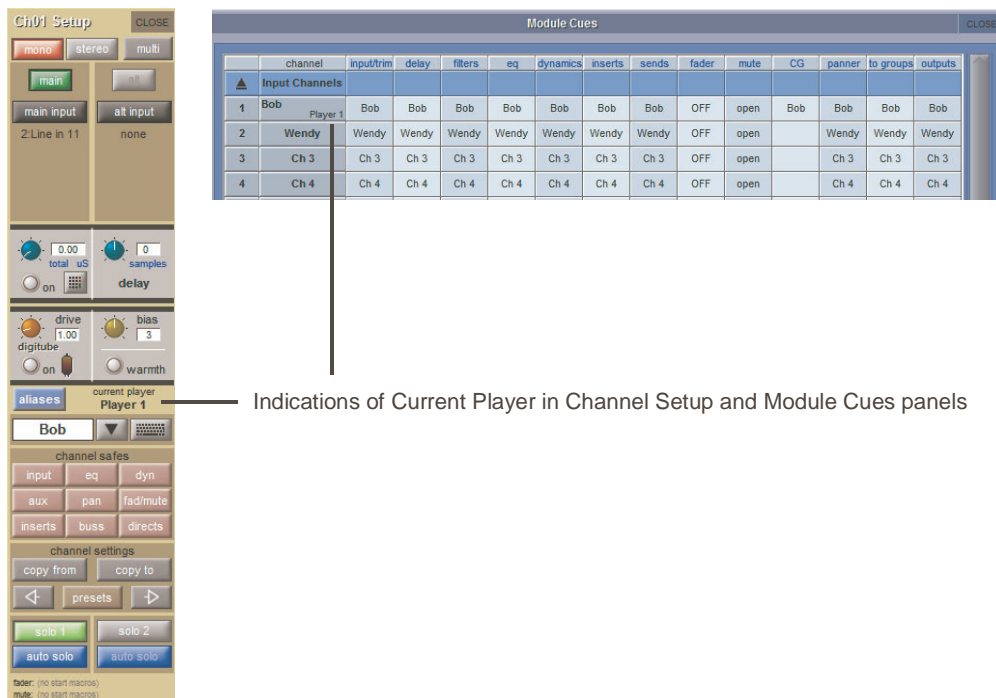 Ch01 Setup CLOSE
mono stereo multi
main alt
main input alt input
2:Line in 11 none
0.00 0
total uS samples
on delay
drive bias
1.00 3
digitube
on warmth
aliases current player
Player 1
Bob
channel safes
input eq dyn
aux pan fad/mute
inserts buss directs
channel settings
copy from copy to
presets
solo 1 solo 2
auto solo auto solo
fader: (no start macros)
mute: (no start macros)
Module Cues CLOSE
channel input/trim delay filters eq dynamics inserts sends fader mute CG panner to groups outputs
Input Channels
1 Bob Player 1 Bob Bob Bob Bob Bob Bob Bob OFF open Bob Bob Bob Bob
2 Wendy Wendy Wendy Wendy Wendy Wendy Wendy Wendy OFF open Wendy Wendy Wendy
3 Ch 3 Ch 3 Ch 3 Ch 3 Ch 3 Ch 3 Ch 3 Ch 3 OFF open Ch 3 Ch 3 Ch 3
4 Ch 4 Ch 4 Ch 4 Ch 4 Ch 4 Ch 4 Ch 4 Ch 4 OFF open Ch 4 Ch 4 Ch 4
Indications of Current Player in Channel Setup and Module Cues panels